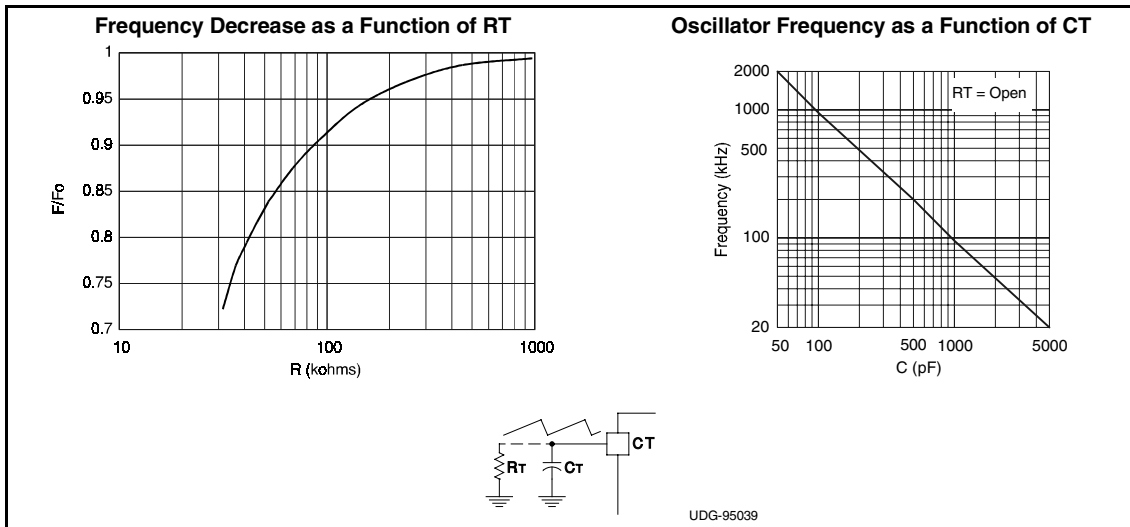 Frequency Decrease as a Function of RT
1
0.95
0.9
0.85
0.8
0.75
0.7
F/Fo
10
100
1000
R (kohms)
Oscillator Frequency as a Function of CT
2000
1000
500
100
20
Frequency (kHz)
RT = Open
50
100
500
1000
5000
C (pF)
RT
CT
CT
UDG-95039